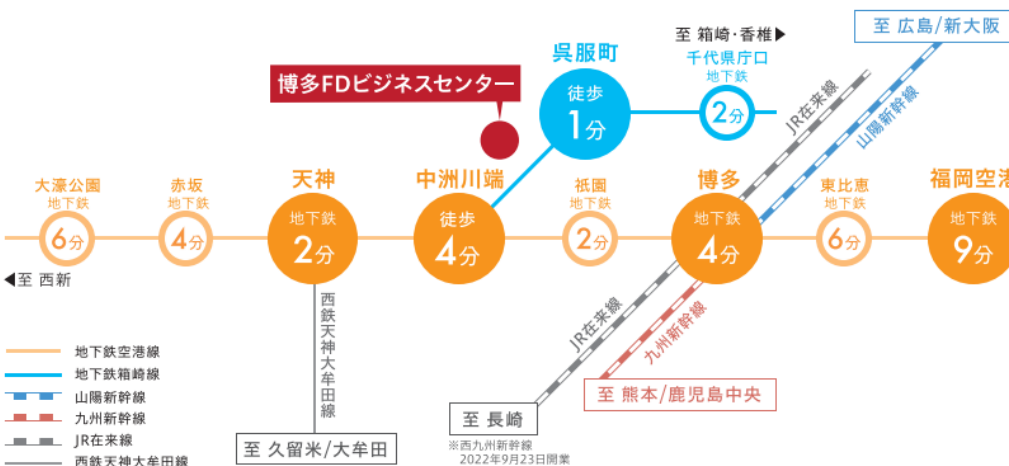 至 広島/新大阪
至 箱崎・香椎▶
呉服町
千代県庁口
地下鉄
博多FDビジネスセンター
徒歩
1分
2分
JR在来線
山陽新幹線
大濠公園
地下鉄
6分
赤坂
地下鉄
4分
天神
地下鉄
2分
中洲川端
徒歩
4分
祇園
地下鉄
2分
博多
地下鉄
4分
東比恵
地下鉄
6分
福岡空港
地下鉄
9分
◀至 西新
西鉄天神大牟田線
JR在来線
九州新幹線
至 熊本/鹿児島中央
至 長崎
※西九州新幹線
2022年9月23日開業
至 久留米/大牟田
地下鉄空港線
地下鉄箱崎線
山陽新幹線
九州新幹線
JR在来線
西鉄天神大牟田線